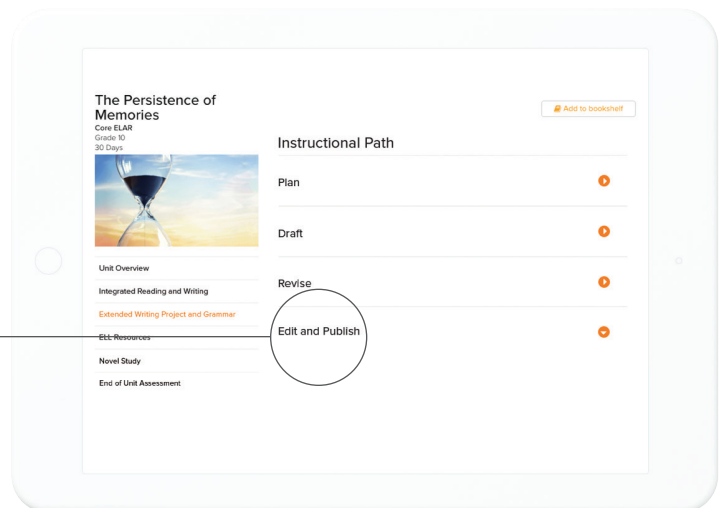 The Persistence of
Memories
Core ELAR
Grade 10
30 Days
Add to bookshelf
Instructional Path
Plan
Draft
Revise
Edit and Publish
Unit Overview
Integrated Reading and Writing
Extended Writing Project and Grammar
ELL Resources
Novel Study
End of Unit Assessment